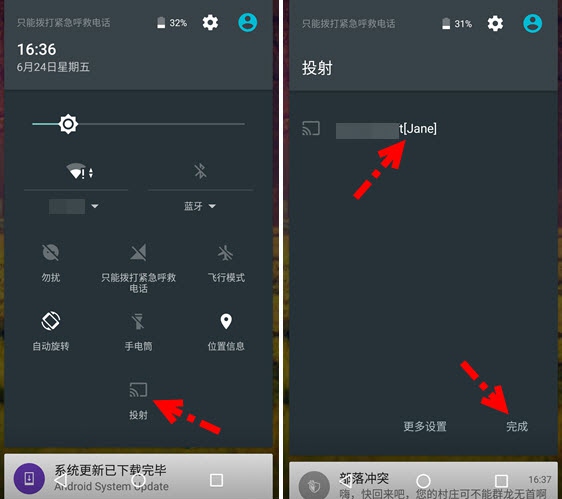 只能拨打紧急呼救电话
32%
16:36
6月24日星期五
蓝牙
勿扰
只能拨打紧急呼救
电话
飞行模式
自动旋转
手电筒
位置信息
投射
系统更新已下载完毕
Android System Update
只能拨打紧急呼救电话
31%
投射
t[Jane]
更多设置
完成
部落冲突
16:37
嗨，快回来吧，您的村庄可不能群龙无首啊